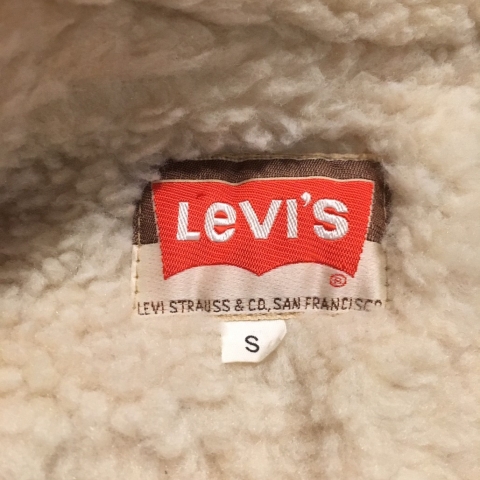 LEVI'S
®
LEVI STRAUSS & CO., SAN FRANCISCO
S